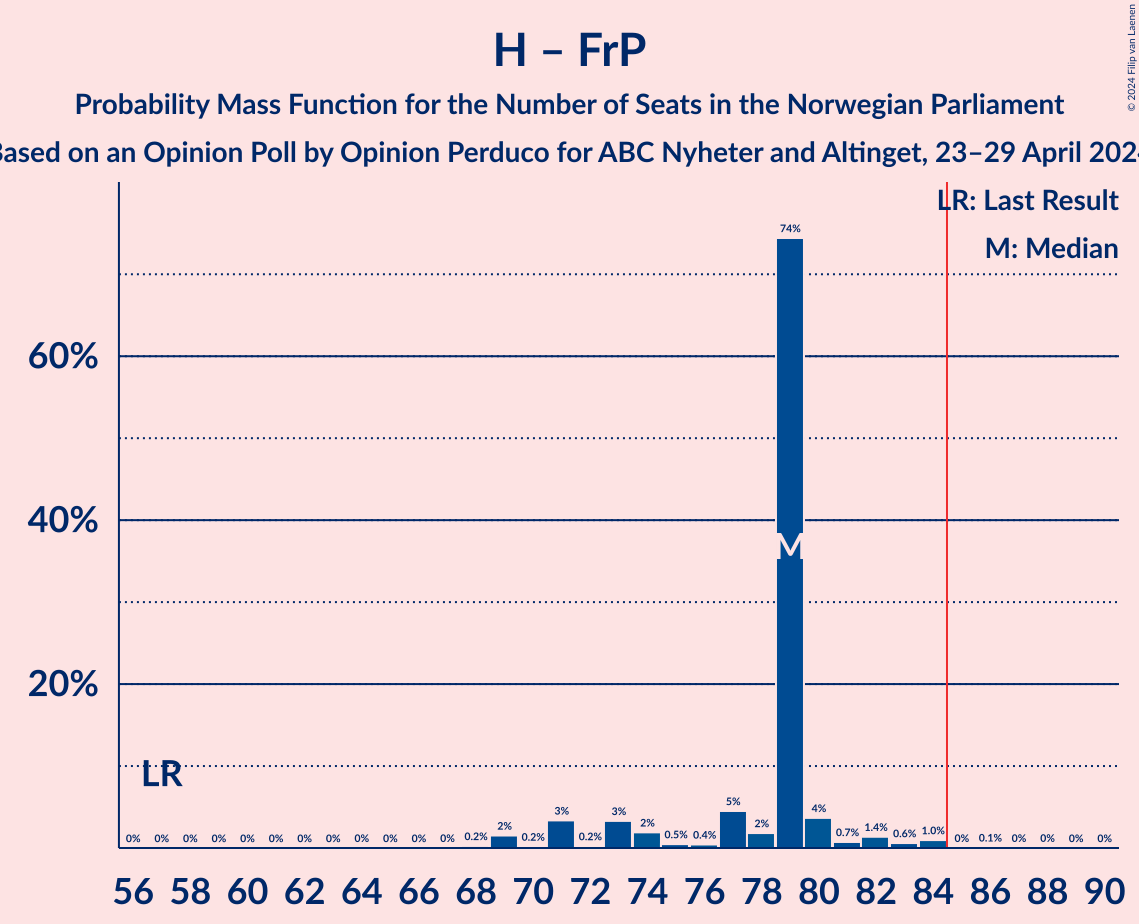 H – FrP
© 2024 Filip van Laenen
Probability Mass Function for the Number of Seats in the Norwegian Parliament
Based on an Opinion Poll by Opinion Perduco for ABC Nyheter and Altinget, 23–29 April 2024
LR: Last Result
M: Median
74%
60%
40%
M
20%
LR
0% 0% 0% 0% 0% 0% 0% 0% 0% 0% 0% 0% 0.2% 2% 0.2% 3% 0.2% 3% 2% 0.5% 0.4% 5% 2% 4% 0.7% 1.4% 0.6% 1.0% 0% 0.1% 0% 0% 0% 0%
56 58 60 62 64 66 68 70 72 74 76 78 80 82 84 86 88 90